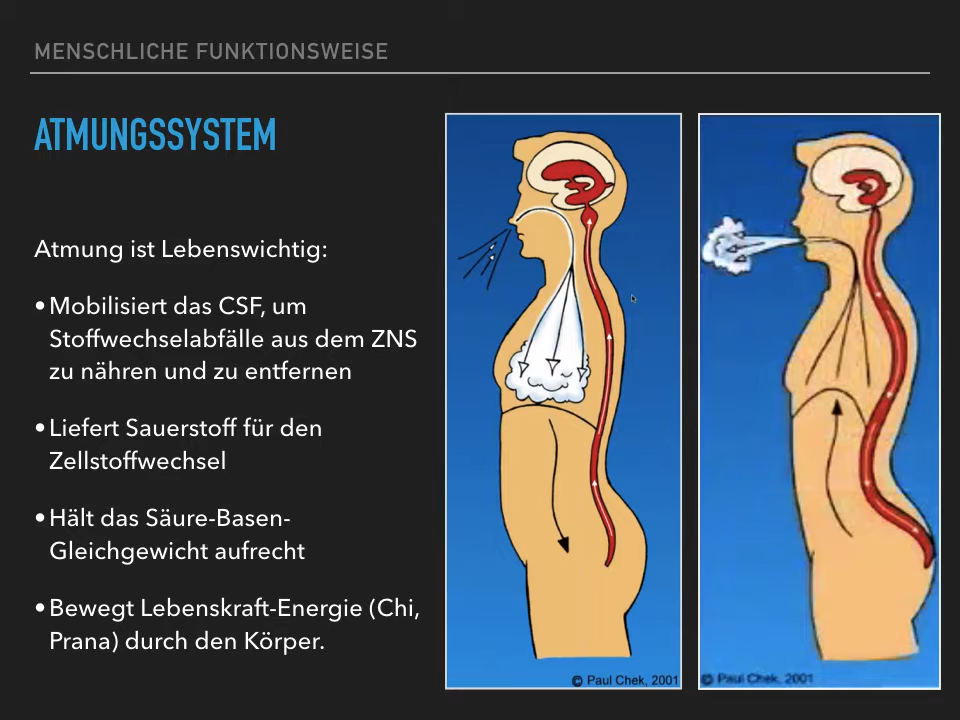 MENSCHLICHE FUNKTIONSWEISE
ATMUNGSSYSTEM
Atmung ist Lebenswichtig:
• Mobilisiert das CSF, um
Stoffwechselabfälle aus dem ZNS
zu nähren und zu entfernen
• Liefert Sauerstoff für den
Zellstoffwechsel
• Hält das Säure-Basen-
Gleichgewicht aufrecht
• Bewegt Lebenskraft-Energie (Chi,
Prana) durch den Körper.
© Paul Chek, 2001
© Paul Chek, 2001